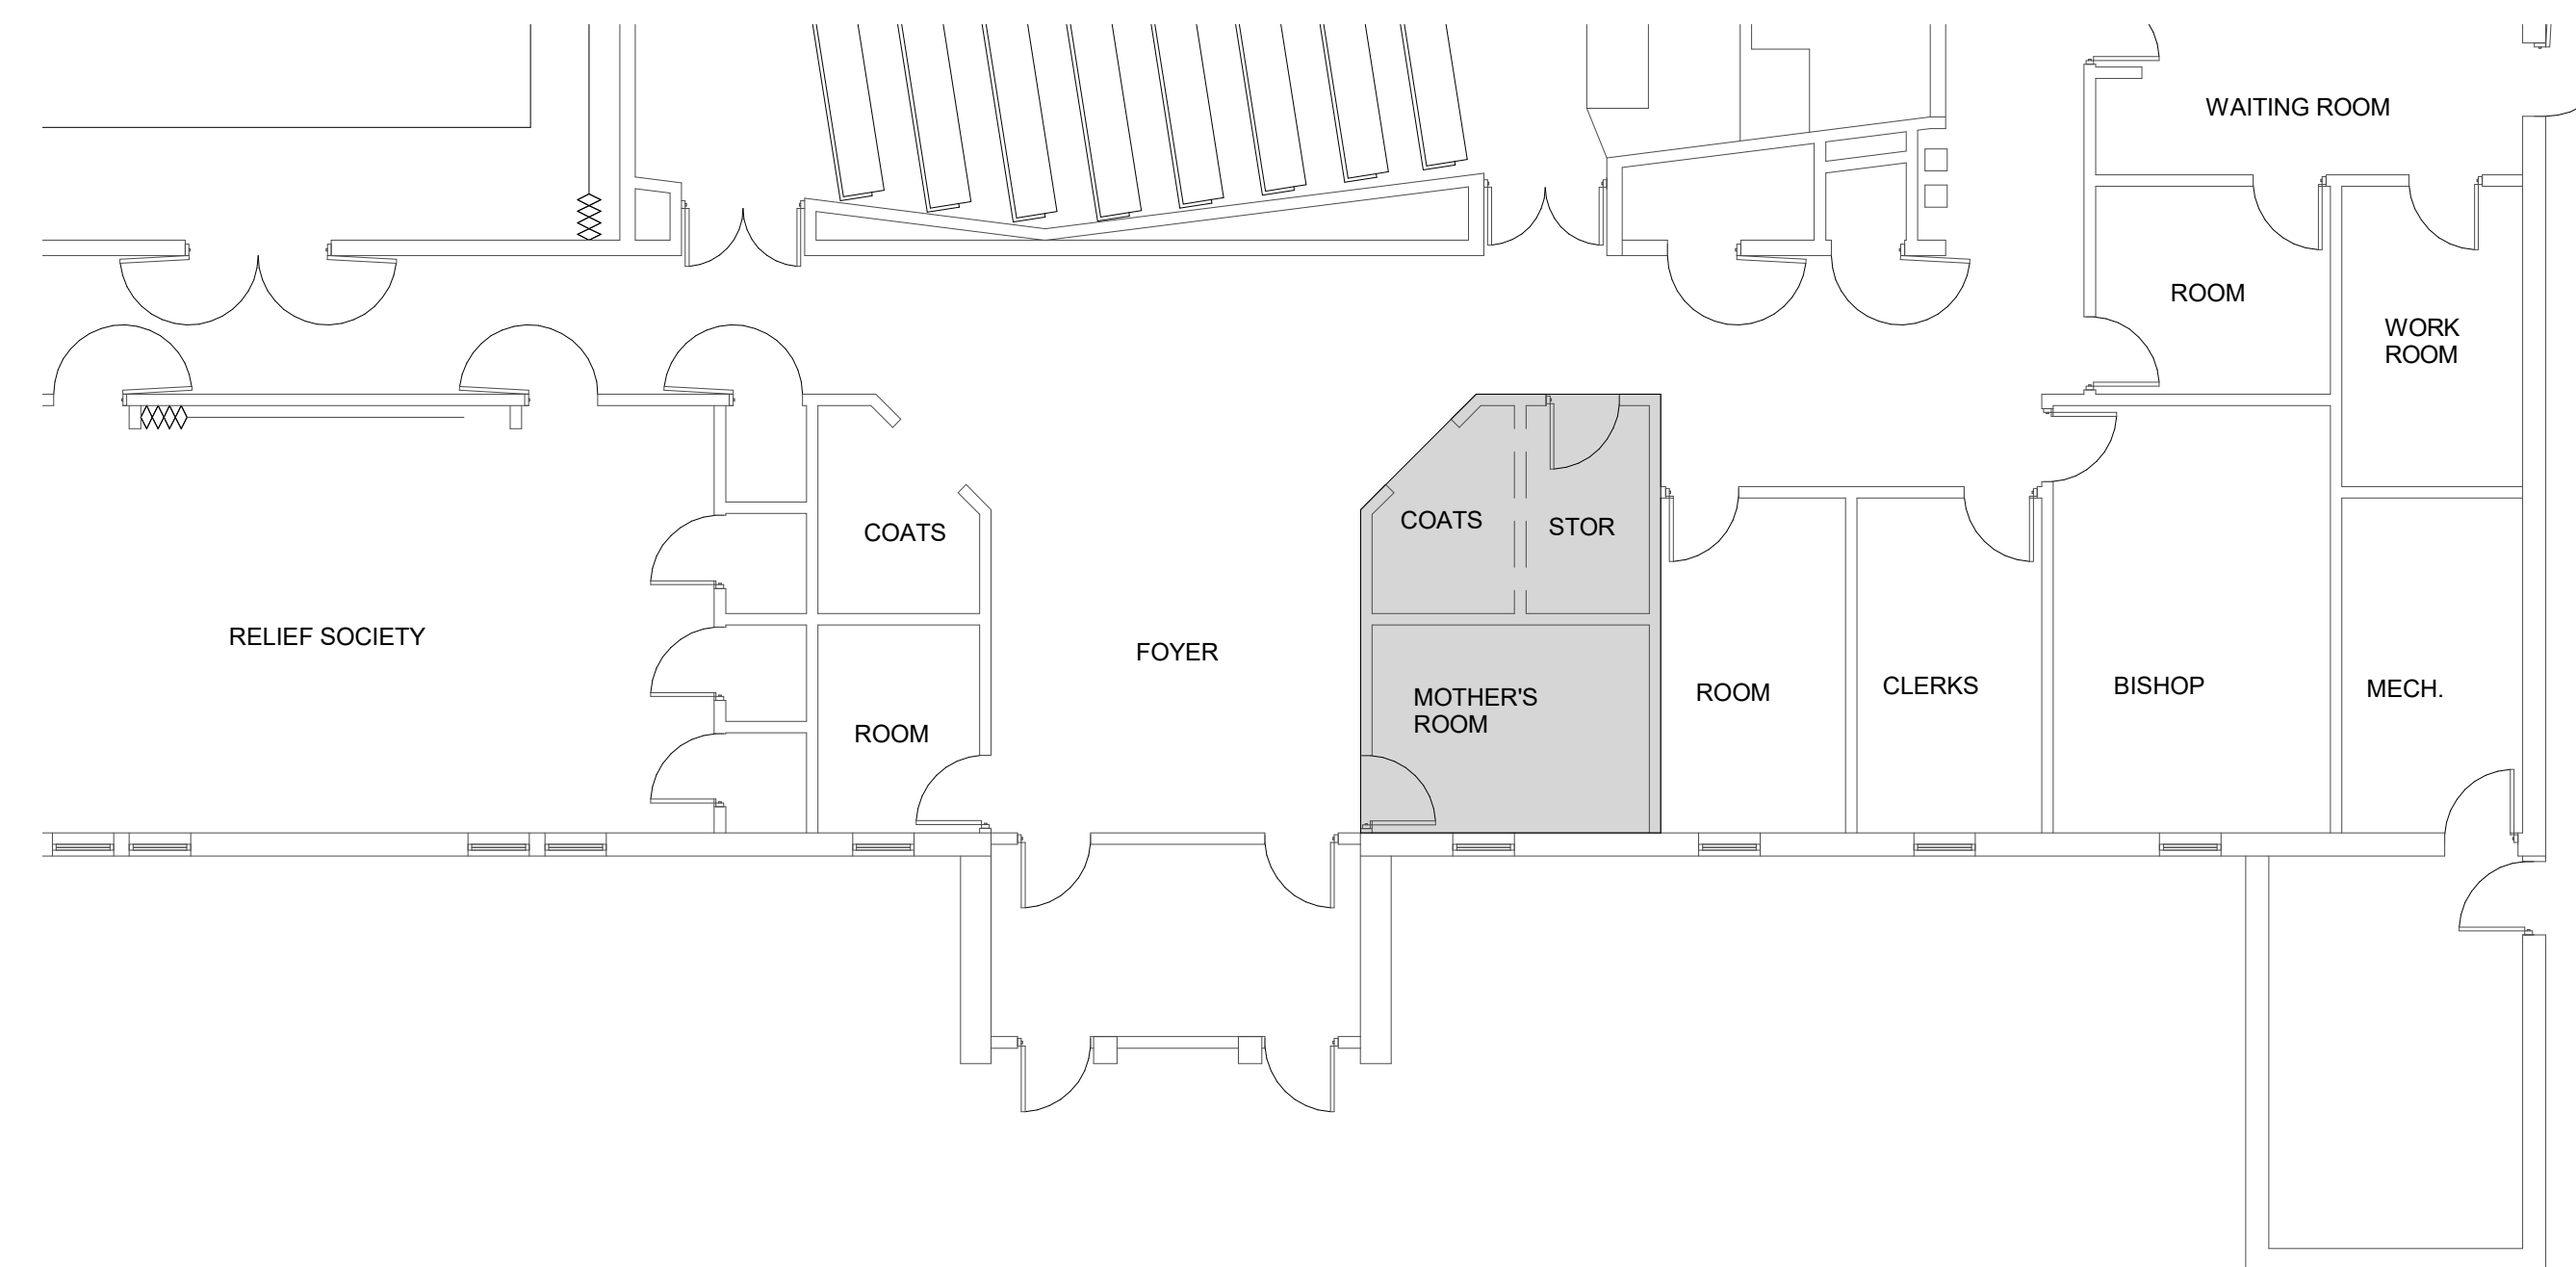 WAITING ROOM
ROOM
WORK
ROOM
COATS
COATS
STOR
RELIEF SOCIETY
FOYER
MOTHER'S
ROOM
ROOM
ROOM
CLERKS
BISHOP
MECH.